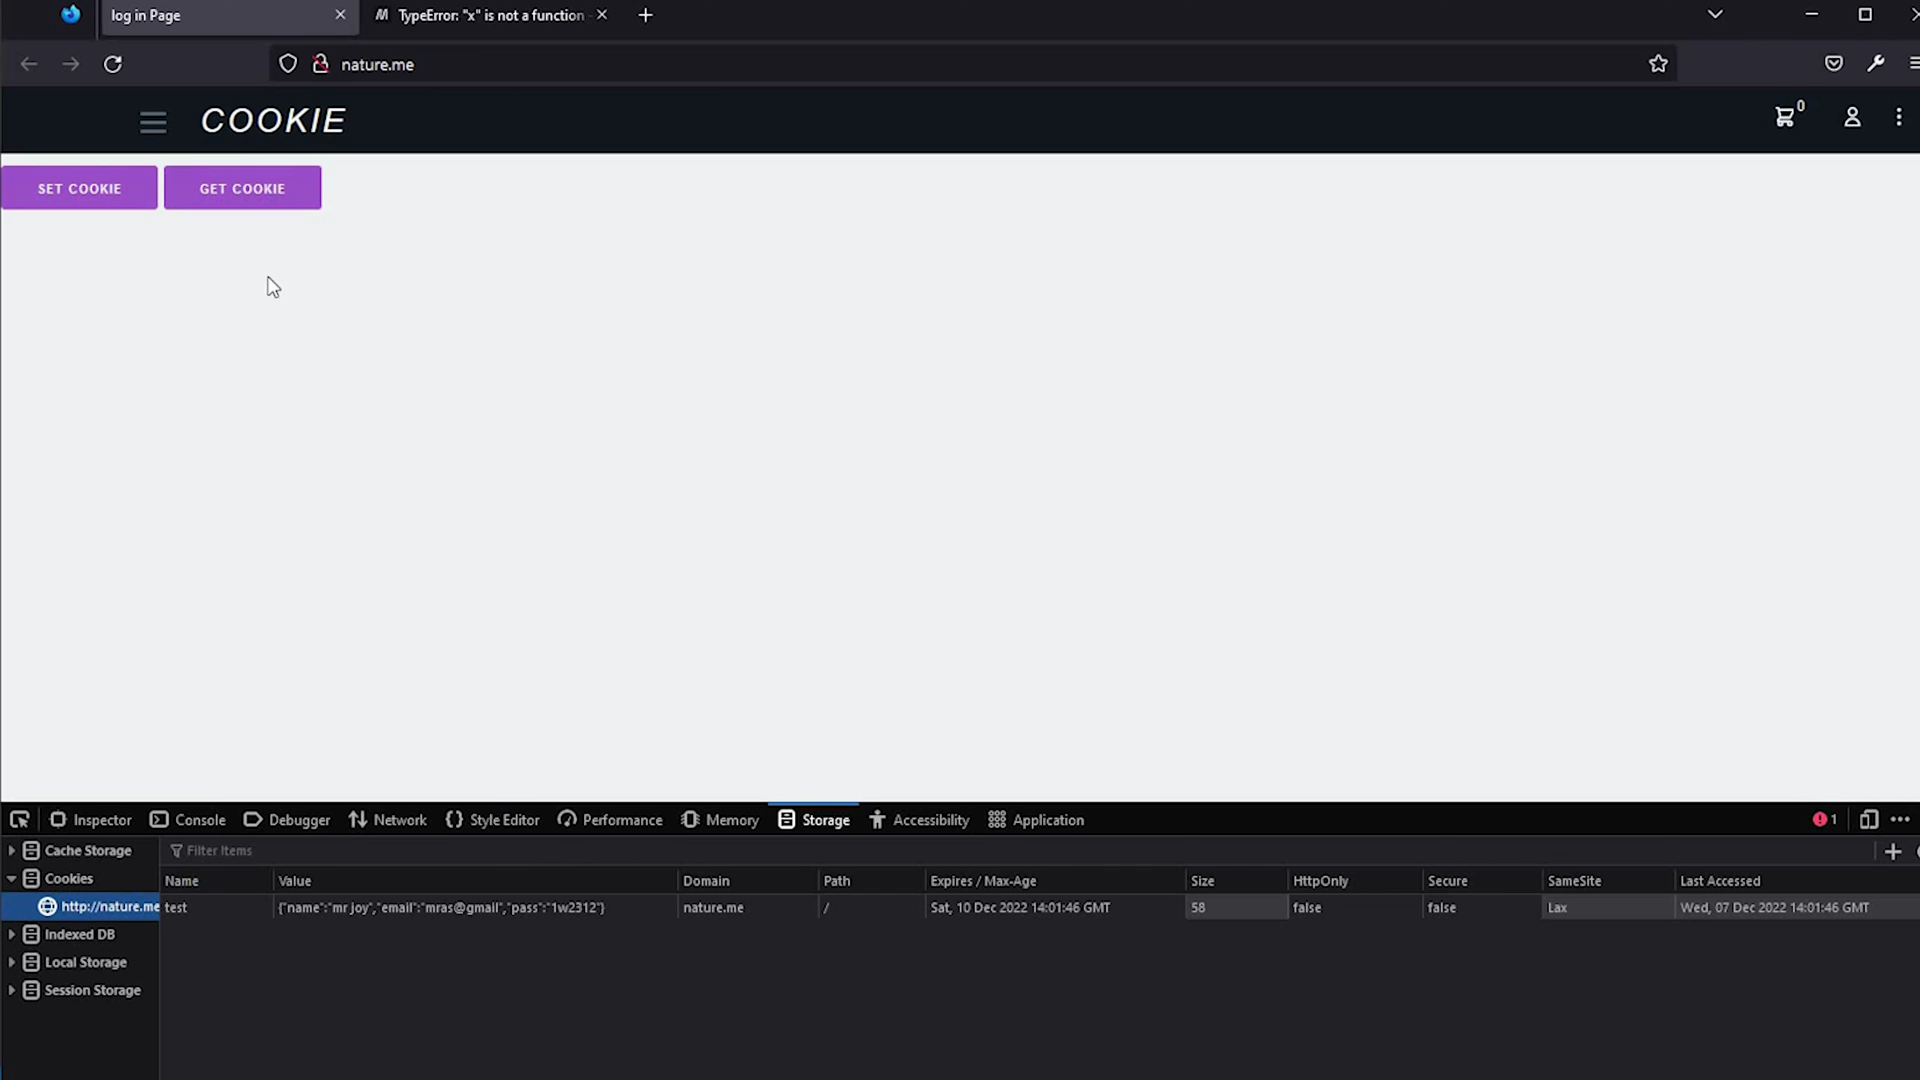 log in Page
TypeError: "x" is not a function
nature.me
COOKIE
0
SET COOKIE
GET COOKIE
Inspector
Console
Debugger
Network
Style Editor
Performance
Memory
Storage
Accessibility
Application
1
Cache Storage
Filter Items
Cookies
Name
Value
Domain
Path
Expires / Max-Age
Size
HttpOnly
Secure
SameSite
Last Accessed
http://nature.me
test
{"name":"mr joy","email":"mras@gmail","pass":"1w2312"}
nature.me
/
Sat, 10 Dec 2022 14:01:46 GMT
58
false
false
Lax
Wed, 07 Dec 2022 14:01:46 GMT
Indexed DB
Local Storage
Session Storage